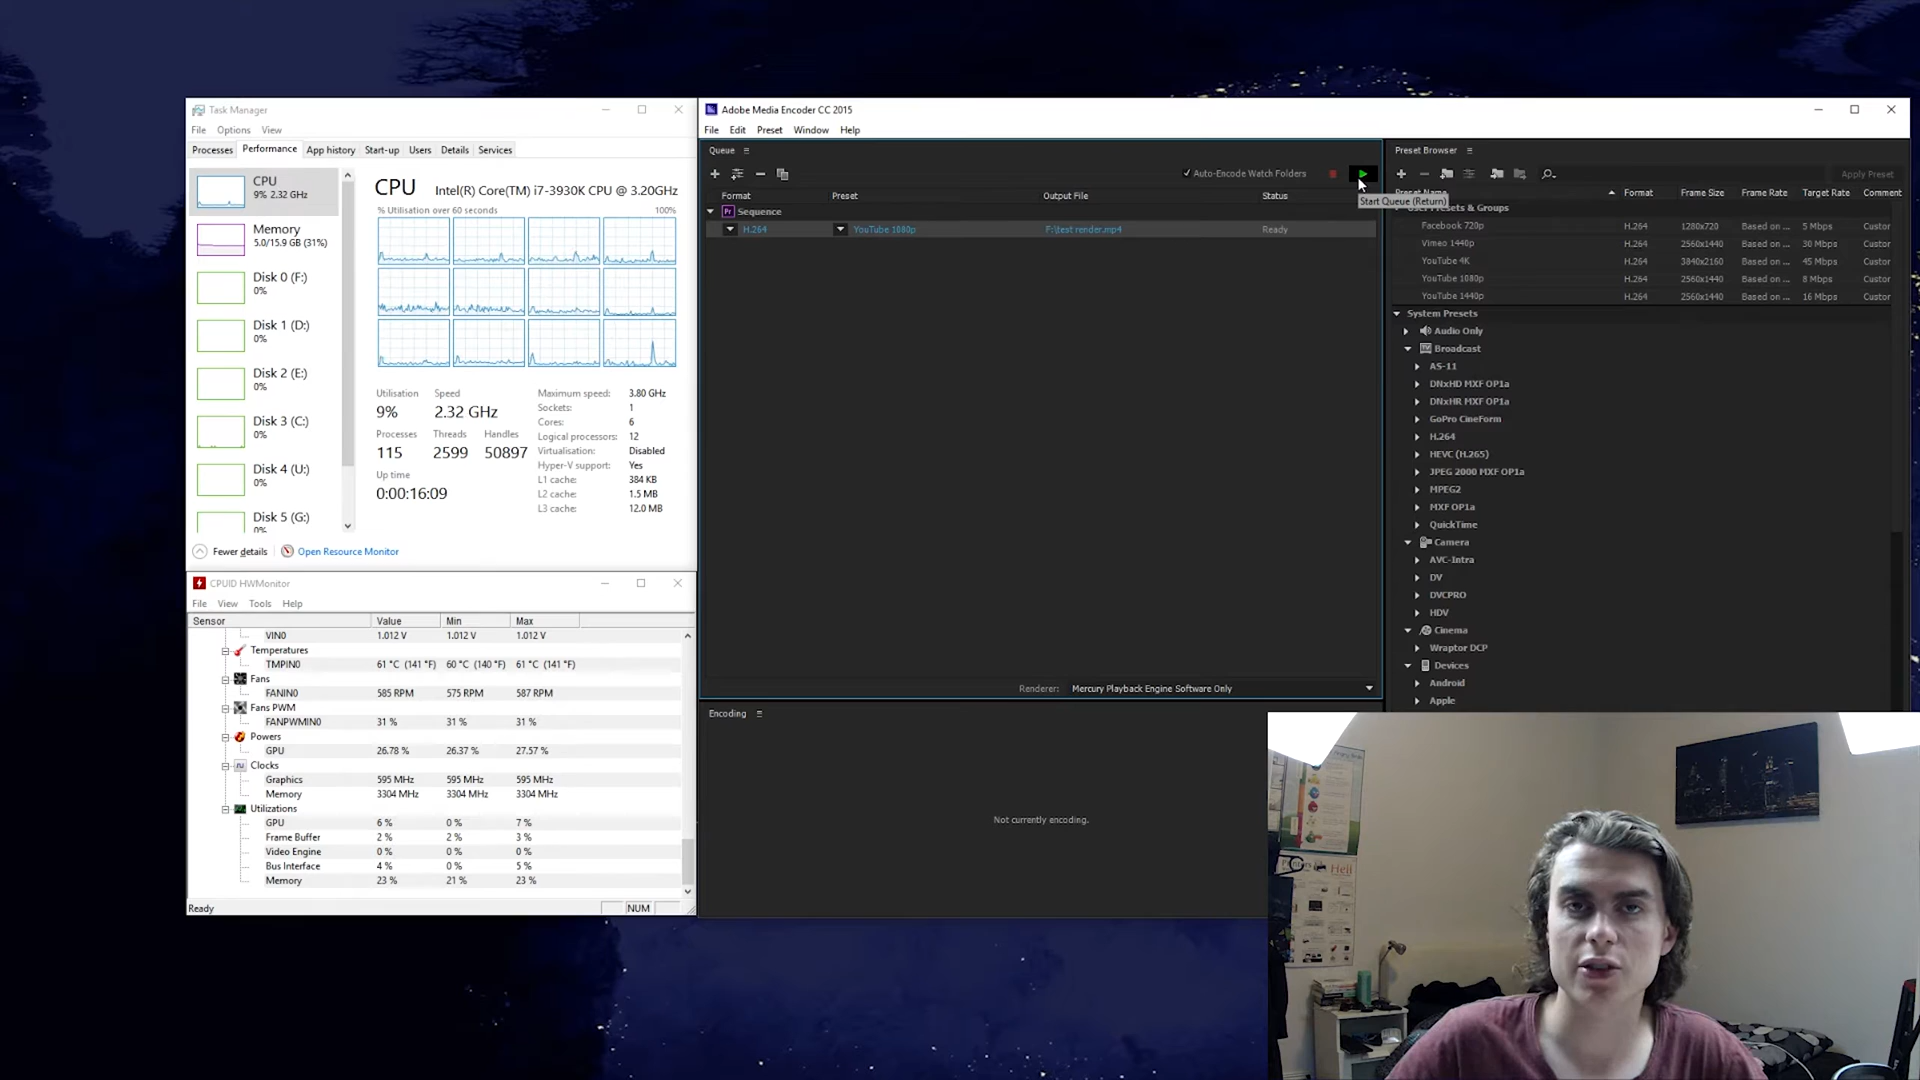 Task Manager
File Options View
Processes Performance App history Start-up Users Details Services
CPU
9% 2.32 GHz
Memory
5.0/15.9 GB (31%)
Disk 0 (F:)
0%
Disk 1 (D:)
0%
Disk 2 (E:)
0%
Disk 3 (C:)
0%
Disk 4 (U:)
0%
Disk 5 (G:)
0%
CPU Intel(R) Core(TM) i7-3930K CPU @ 3.20GHz
% Utilisation over 60 seconds 100%
Utilisation Speed
9% 2.32 GHz
Processes Threads Handles
115 2599 50897
Up time
0:00:16:09
Maximum speed: 3.80 GHz
Sockets: 1
Cores: 6
Logical processors: 12
Virtualisation: Disabled
Hyper-V support: Yes
L1 cache: 384 KB
L2 cache: 1.5 MB
L3 cache: 12.0 MB
Fewer details Open Resource Monitor
CPUID HWMonitor
File View Tools Help
Sensor Value Min Max
VIN0 1.012 V 1.012 V 1.012 V
Temperatures
TMPIN0 61 °C (141 °F) 60 °C (140 °F) 61 °C (141 °F)
Fans
FANIN0 585 RPM 575 RPM 587 RPM
Fans PWM
FANPWMIN0 31 % 31 % 31 %
Powers
GPU 26.78 % 26.37 % 27.57 %
Clocks
Graphics 595 MHz 595 MHz 595 MHz
Memory 3304 MHz 3304 MHz 3304 MHz
Utilizations
GPU 6 % 0 % 7 %
Frame Buffer 2 % 2 % 3 %
Video Engine 0 % 0 % 0 %
Bus Interface 4 % 0 % 5 %
Memory 23 % 21 % 23 %
Ready NUM
Adobe Media Encoder CC 2015
File Edit Preset Window Help
Queue
Auto-Encode Watch Folders
Format Preset Output File Status
Pr Sequence
H.264 YouTube 1080p F:\test render.mp4 Ready
Start Queue (Return)
Renderer: Mercury Playback Engine Software Only
Encoding
Not currently encoding.
Preset Browser
Apply Preset
Preset Name Format Frame Size Frame Rate Target Rate Comment
User Presets & Groups
Facebook 720p H.264 1280x720 Based on ... 5 Mbps Custor
Vimeo 1440p H.264 2560x1440 Based on ... 30 Mbps Custor
YouTube 4K H.264 3840x2160 Based on ... 45 Mbps Custor
YouTube 1080p H.264 2560x1440 Based on ... 8 Mbps Custor
YouTube 1440p H.264 2560x1440 Based on ... 16 Mbps Custor
System Presets
Audio Only
Broadcast
AS-11
DNxHD MXF OP1a
DNxHR MXF OP1a
GoPro CineForm
H.264
HEVC (H.265)
JPEG 2000 MXF OP1a
MPEG2
MXF OP1a
QuickTime
Camera
AVC-Intra
DV
DVCPRO
HDV
Cinema
Wraptor DCP
Devices
Android
Apple
Hell